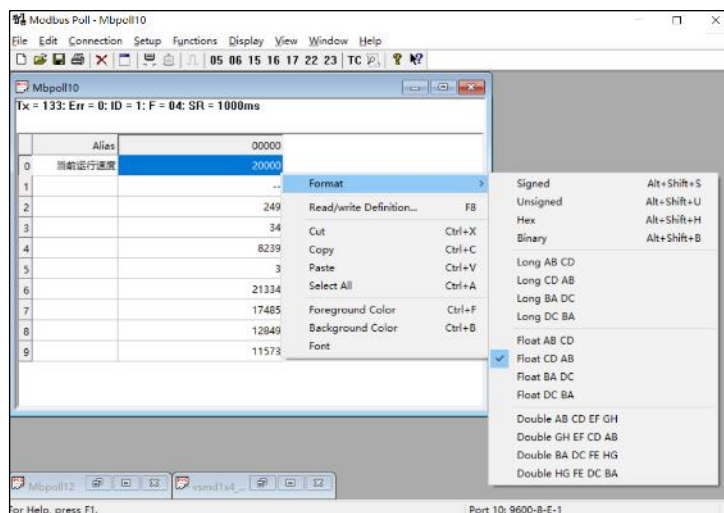 Modbus Poll - Mbpoll10
File Edit Connection Setup Functions Display View Window Help
05 06 15 16 17 22 23 TC
Mbpoll10
Tx = 133: Err = 0: ID = 1: F = 04: SR = 1000ms
Alias 00000
0 当前运行速度 20000
1 --
2 249
3 34
4 8239
5 3
6 21334
7 17485
8 12849
9 11573
Format
Read/write Definition... F8
Cut Ctrl+X
Copy Ctrl+C
Paste Ctrl+V
Select All Ctrl+A
Foreground Color Ctrl+F
Background Color Ctrl+B
Font
Signed Alt+Shift+S
Unsigned Alt+Shift+U
Hex Alt+Shift+H
Binary Alt+Shift+B
Long AB CD
Long CD AB
Long BA DC
Long DC BA
Float AB CD
Float CD AB
Float BA DC
Float DC BA
Double AB CD EF GH
Double GH EF CD AB
Double BA DC FE HG
Double HG FE DC BA
Mbpoll12 vsmd1x4_...
For Help, press F1. Port 10: 9600-8-E-1